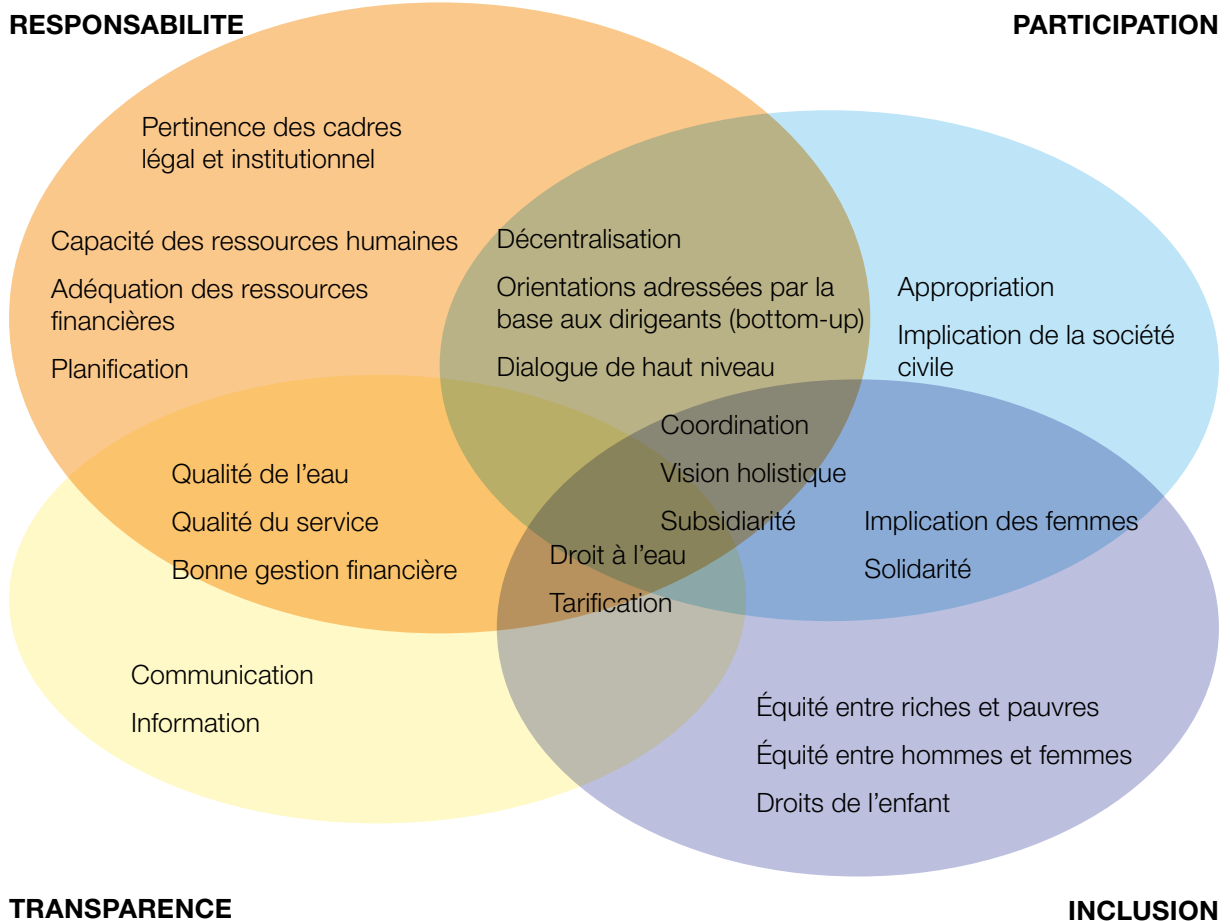 RESPONSABILITE
PARTICIPATION
Pertinence des cadres
légal et institutionnel
Capacité des ressources humaines
Adéquation des ressources
financières
Planification
Décentralisation
Orientations adressées par la
base aux dirigeants (bottom-up)
Dialogue de haut niveau
Appropriation
Implication de la société
civile
Coordination
Vision holistique
Subsidiarité
Qualité de l'eau
Qualité du service
Bonne gestion financière
Droit à l'eau
Tarification
Implication des femmes
Solidarité
Communication
Information
Équité entre riches et pauvres
Équité entre hommes et femmes
Droits de l'enfant
TRANSPARENCE
INCLUSION